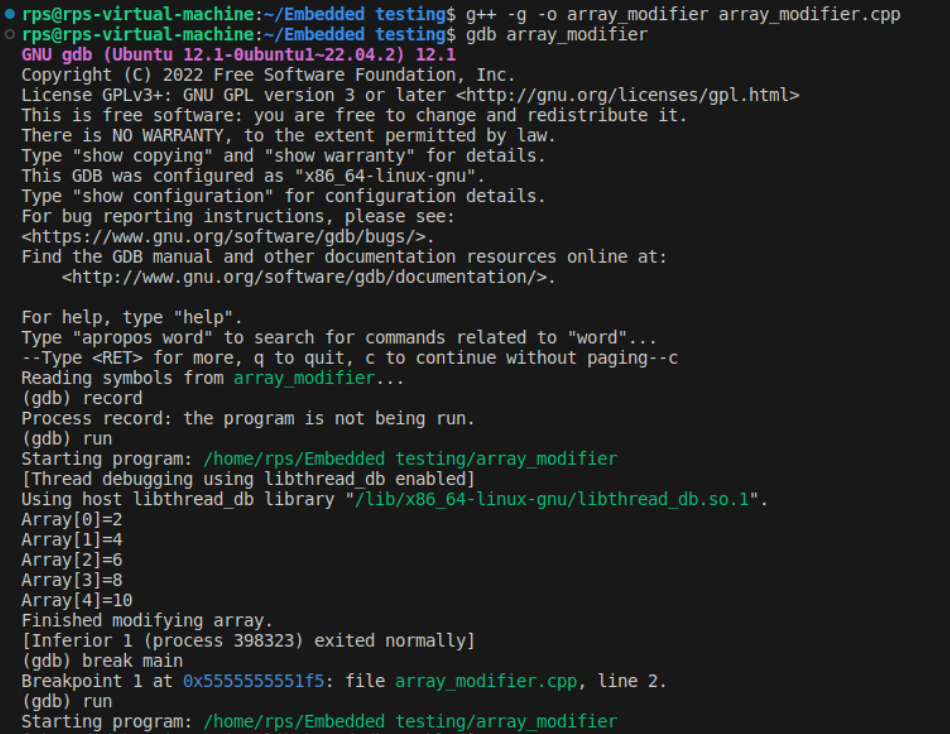 rps@rps-virtual-machine:~/Embedded testing$ g++ -g -o array_modifier array_modifier.cpp
rps@rps-virtual-machine:~/Embedded testing$ gdb array_modifier
GNU gdb (Ubuntu 12.1-0ubuntu1~22.04.2) 12.1
Copyright (C) 2022 Free Software Foundation, Inc.
License GPLv3+: GNU GPL version 3 or later <http://gnu.org/licenses/gpl.html>
This is free software: you are free to change and redistribute it.
There is NO WARRANTY, to the extent permitted by law.
Type "show copying" and "show warranty" for details.
This GDB was configured as "x86_64-linux-gnu".
Type "show configuration" for configuration details.
For bug reporting instructions, please see:
<https://www.gnu.org/software/gdb/bugs/>.
Find the GDB manual and other documentation resources online at:
    <http://www.gnu.org/software/gdb/documentation/>.

For help, type "help".
Type "apropos word" to search for commands related to "word"...
--Type <RET> for more, q to quit, c to continue without paging--c
Reading symbols from array_modifier...
(gdb) record
Process record: the program is not being run.
(gdb) run
Starting program: /home/rps/Embedded testing/array_modifier
[Thread debugging using libthread_db enabled]
Using host libthread_db library "/lib/x86_64-linux-gnu/libthread_db.so.1".
Array[0]=2
Array[1]=4
Array[2]=6
Array[3]=8
Array[4]=10
Finished modifying array.
[Inferior 1 (process 398323) exited normally]
(gdb) break main
Breakpoint 1 at 0x5555555551f5: file array_modifier.cpp, line 2.
(gdb) run
Starting program: /home/rps/Embedded testing/array_modifier